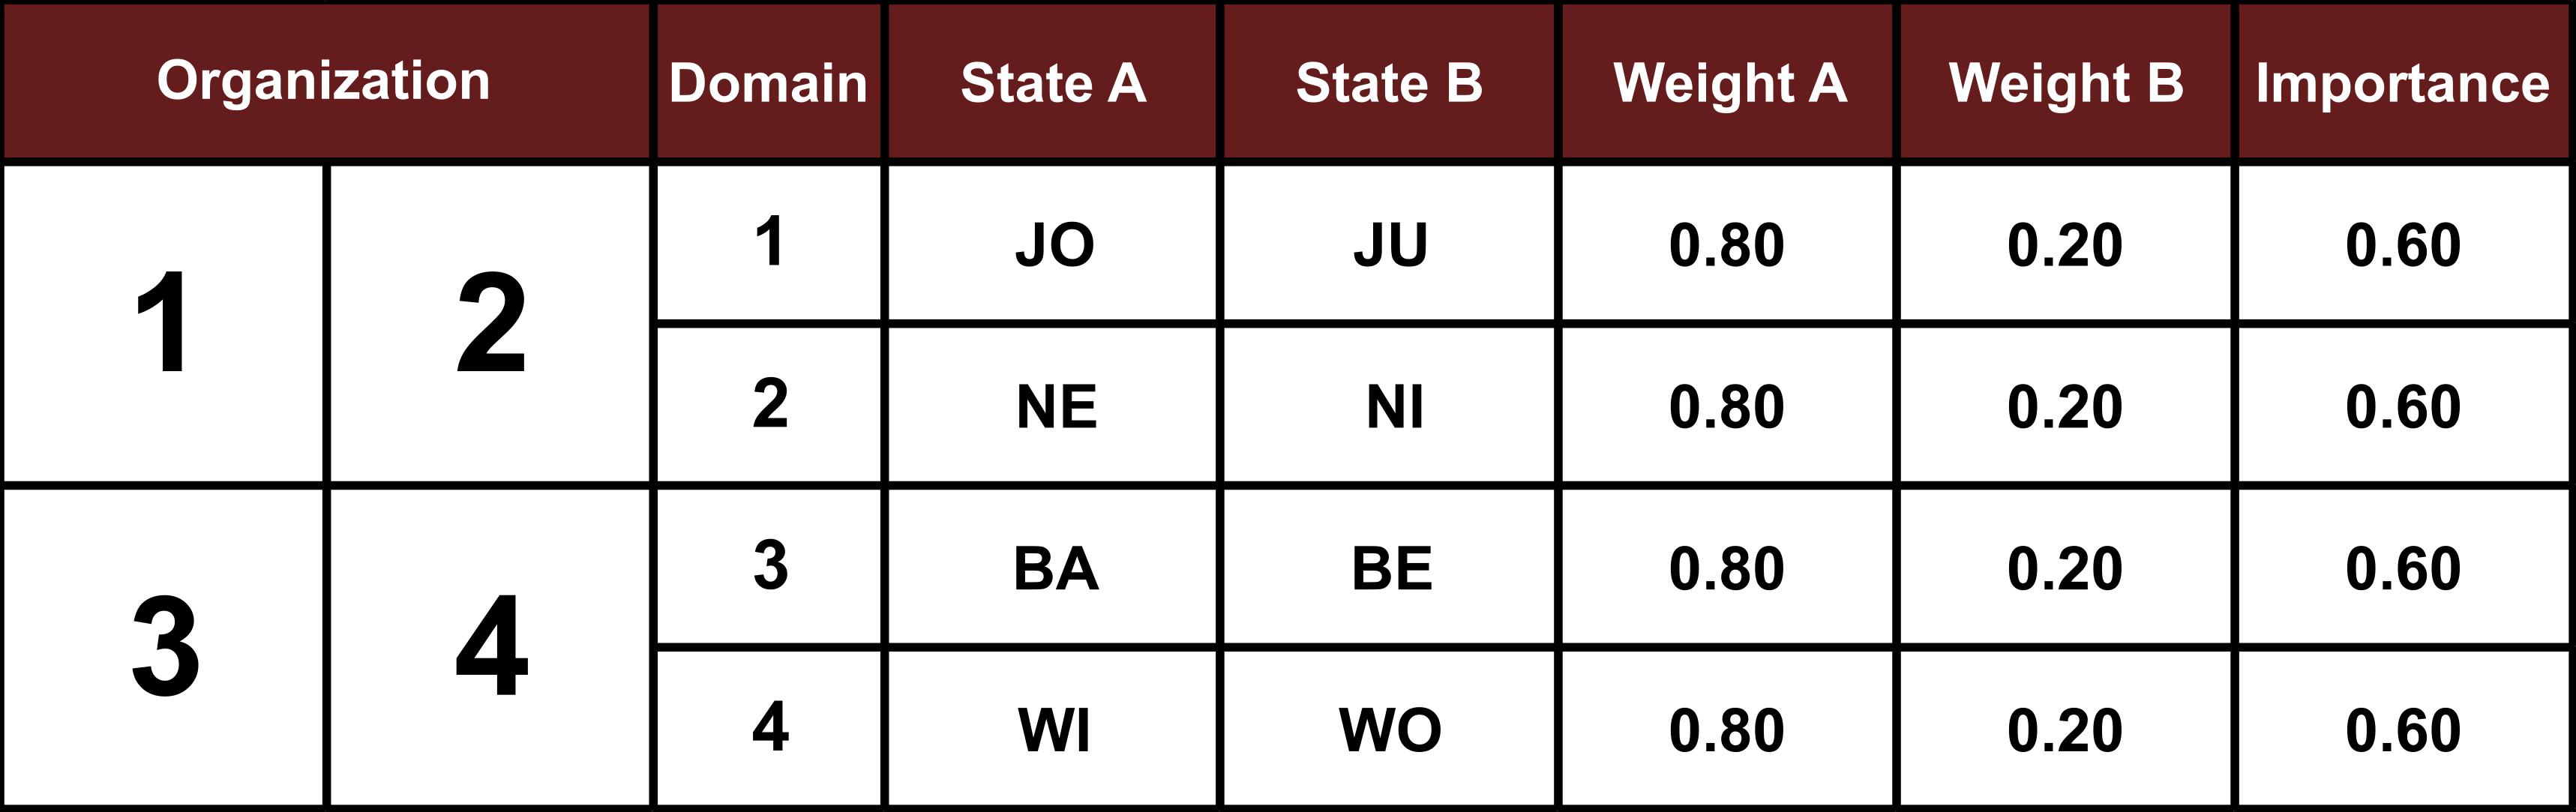 Organization Domain State A State B Weight A Weight B Importance
1 2
1 JO JU 0.80 0.20 0.60
2 NE NI 0.80 0.20 0.60
3 4
3 BA BE 0.80 0.20 0.60
4 WI WO 0.80 0.20 0.60